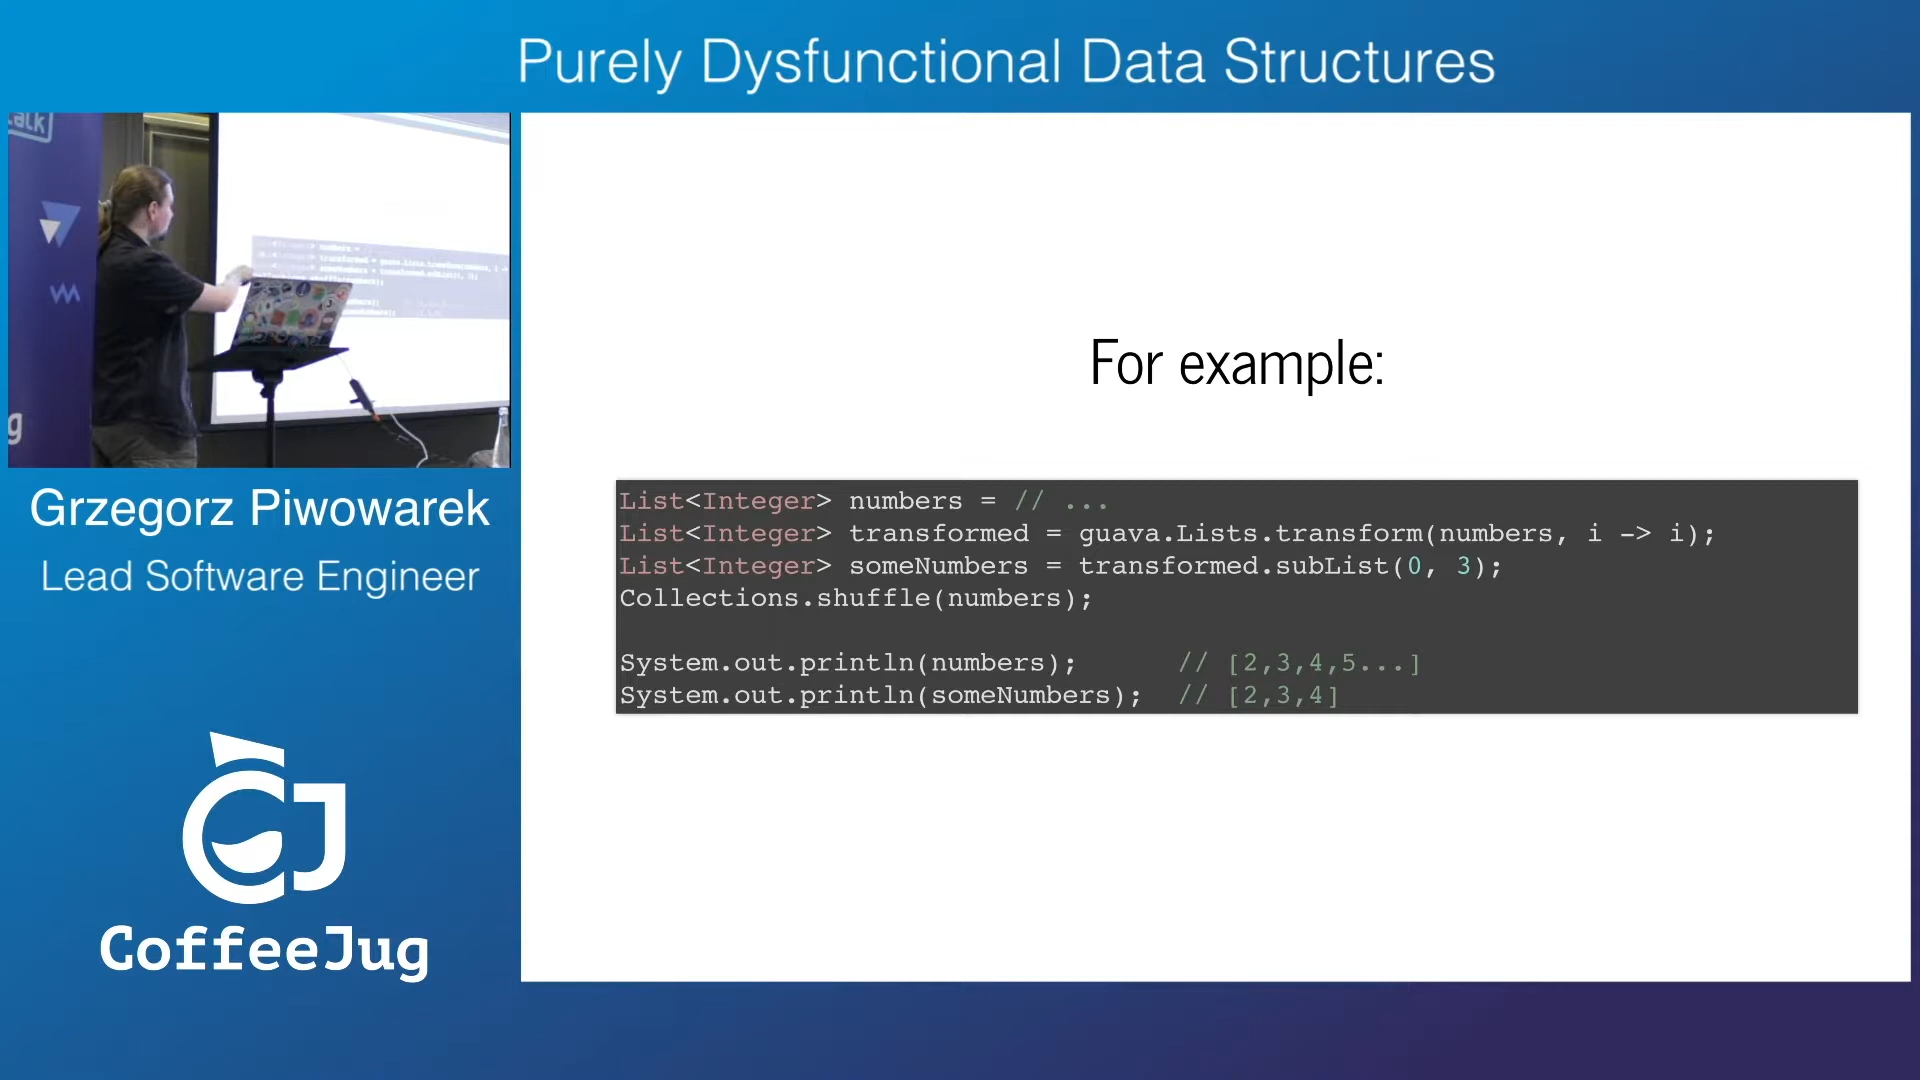 Purely Dysfunctional Data Structures
talk
g
Grzegorz Piwowarek
Lead Software Engineer
CJ
CoffeeJug
For example:
List<Integer> numbers = // ...
List<Integer> transformed = guava.Lists.transform(numbers, i -> i);
List<Integer> someNumbers = transformed.subList(0, 3);
Collections.shuffle(numbers);
System.out.println(numbers);      // [2,3,4,5...]
System.out.println(someNumbers);  // [2,3,4]